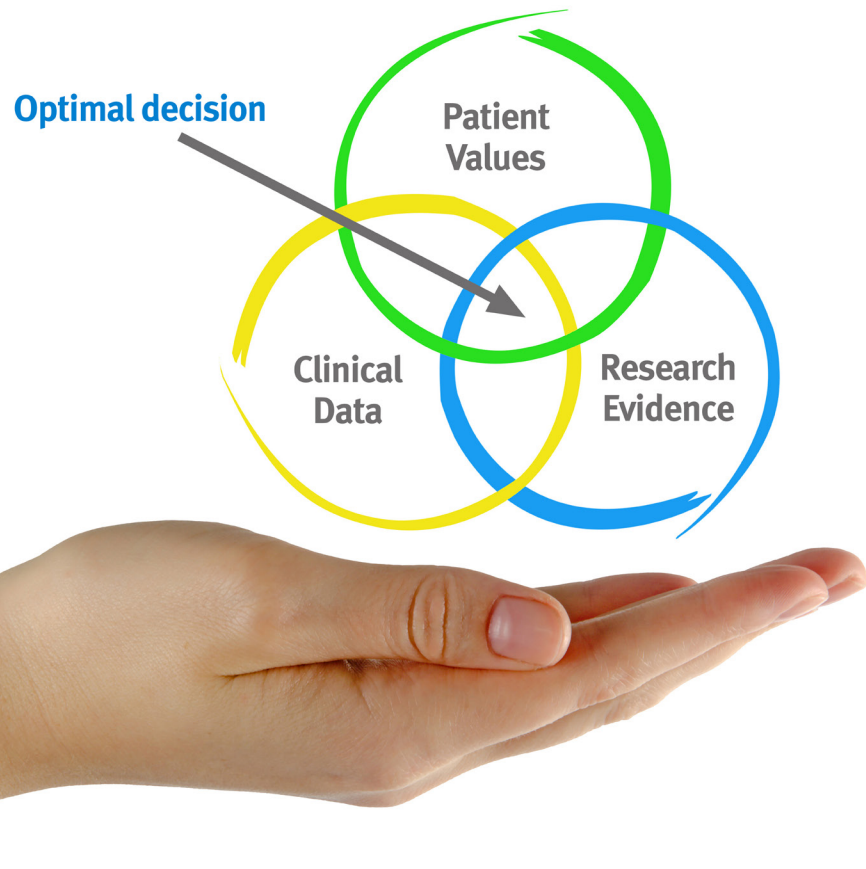 Optimal decision
Patient
Values
Clinical
Data
Research
Evidence